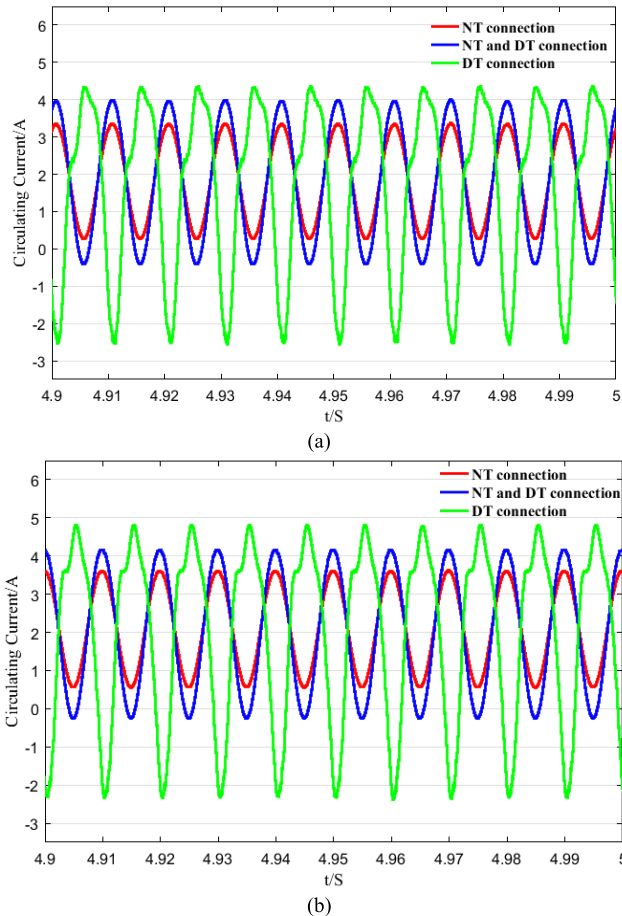 6
5
4
3
2
1
0
-1
-2
-3
Circulating Current/A
NT connection
NT and DT connection
DT connection
4.9 4.91 4.92 4.93 4.94 4.95 4.96 4.97 4.98 4.99 5
t/S
(a)
6
5
4
3
2
1
0
-1
-2
-3
Circulating Current/A
NT connection
NT and DT connection
DT connection
4.9 4.91 4.92 4.93 4.94 4.95 4.96 4.97 4.98 4.99 5
t/S
(b)